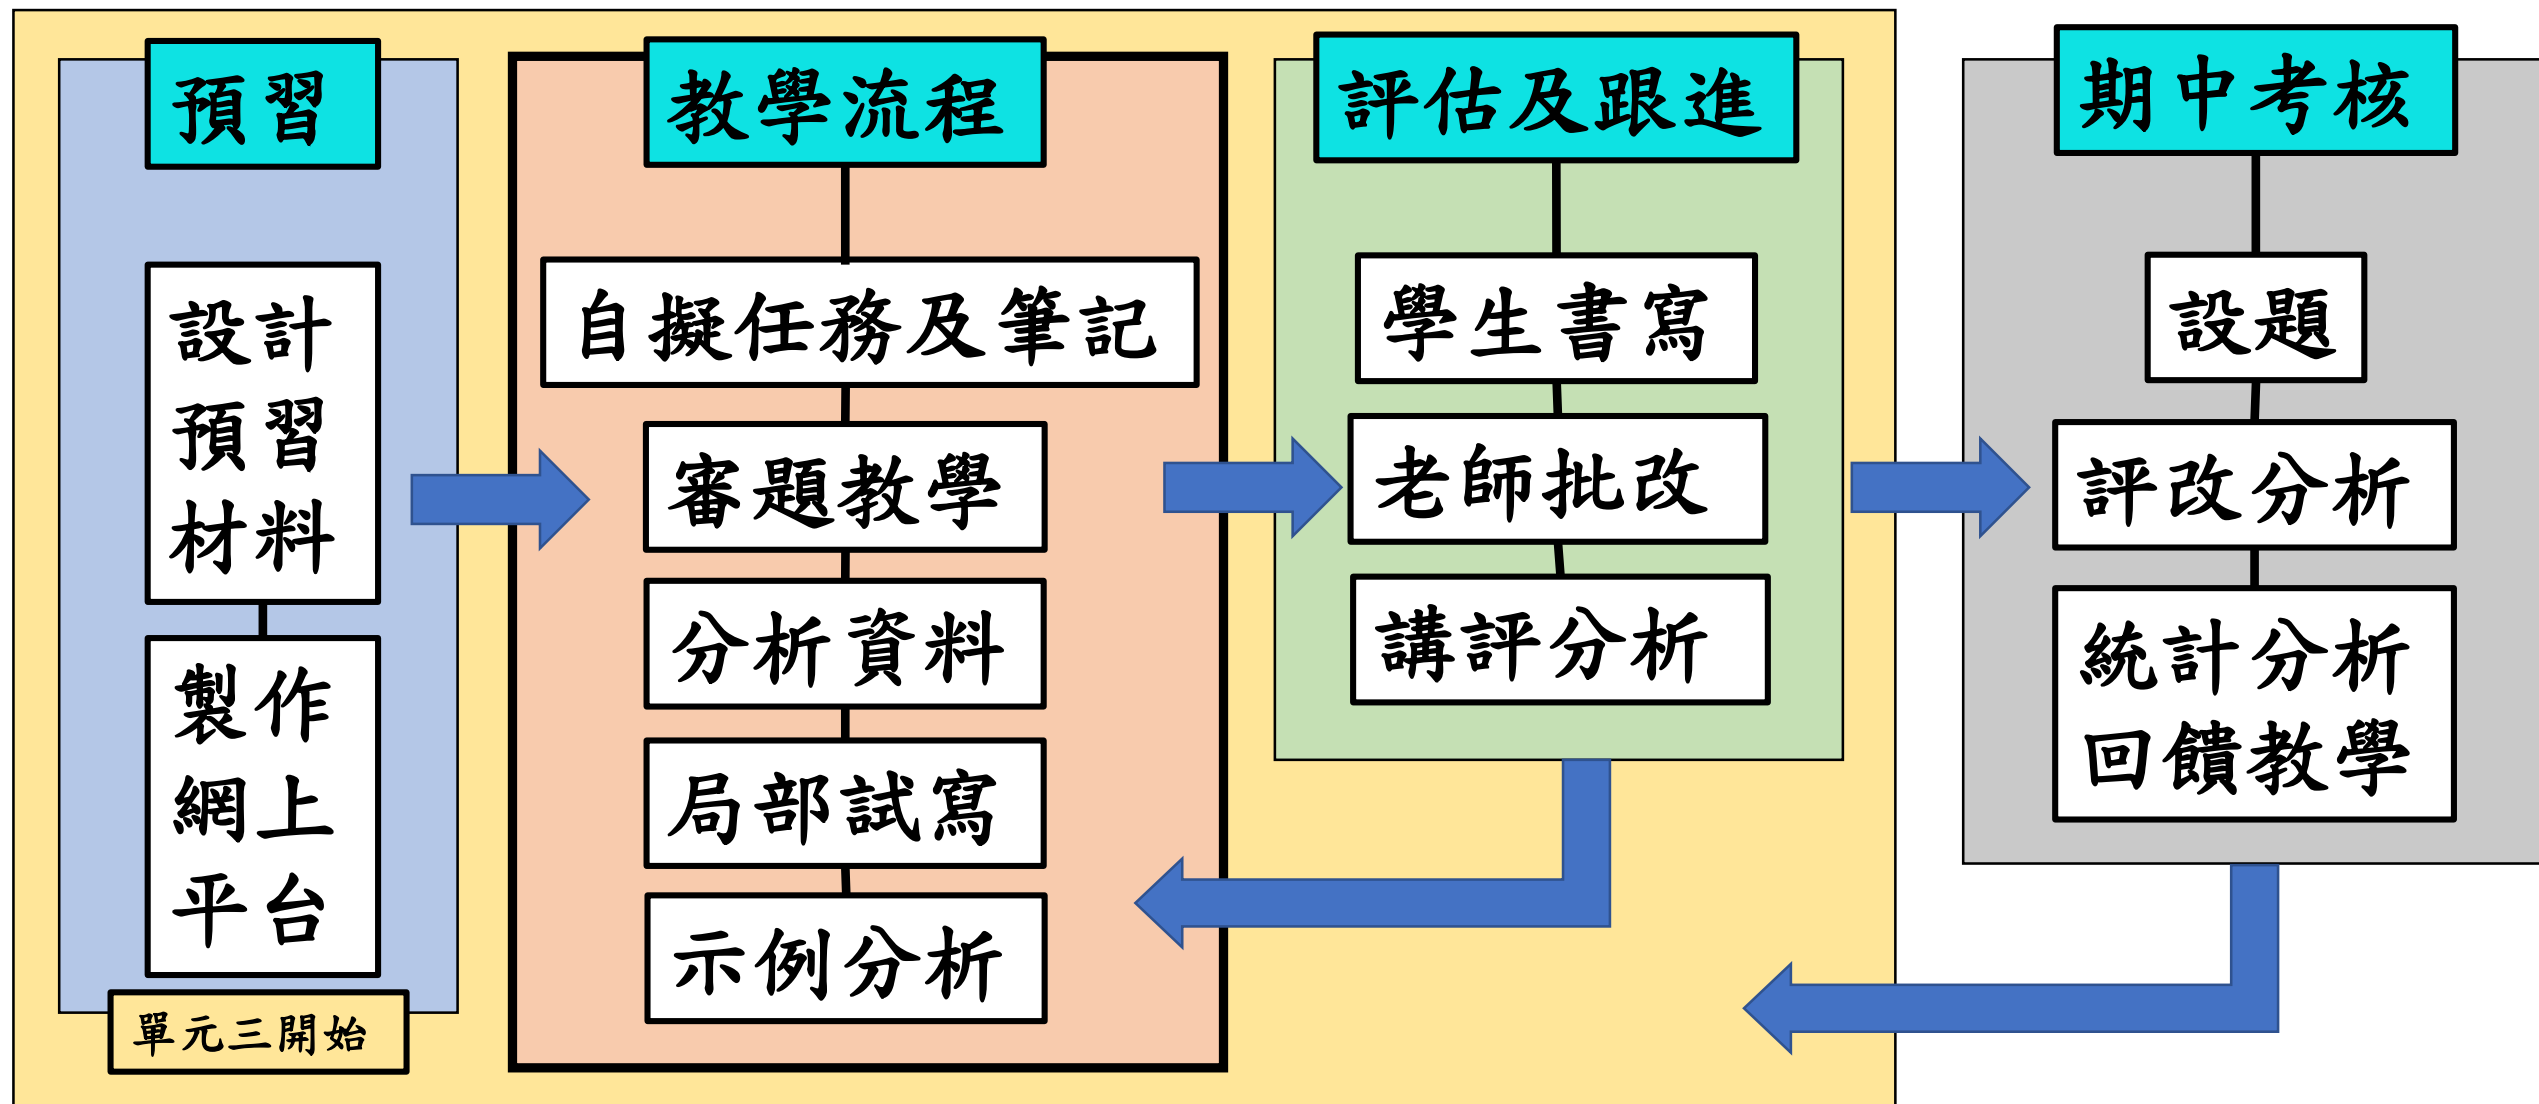 預習
設計
預習
材料
製作
網上
平台
單元三開始
教學流程
自擬任務及筆記
審題教學
分析資料
局部試寫
示例分析
評估及跟進
學生書寫
老師批改
講評分析
期中考核
設題
評改分析
統計分析
回饋教學